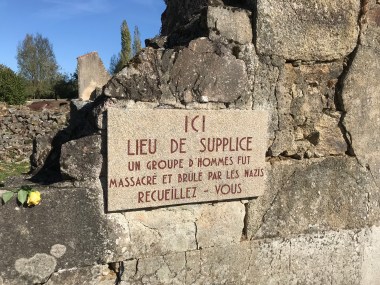 ICI
LIEU DE SUPPLICE
UN GROUPE D'HOMMES FUT
MASSACRÉ ET BRÛLÉ PAR LES NAZIS
RECUEILLEZ - VOUS